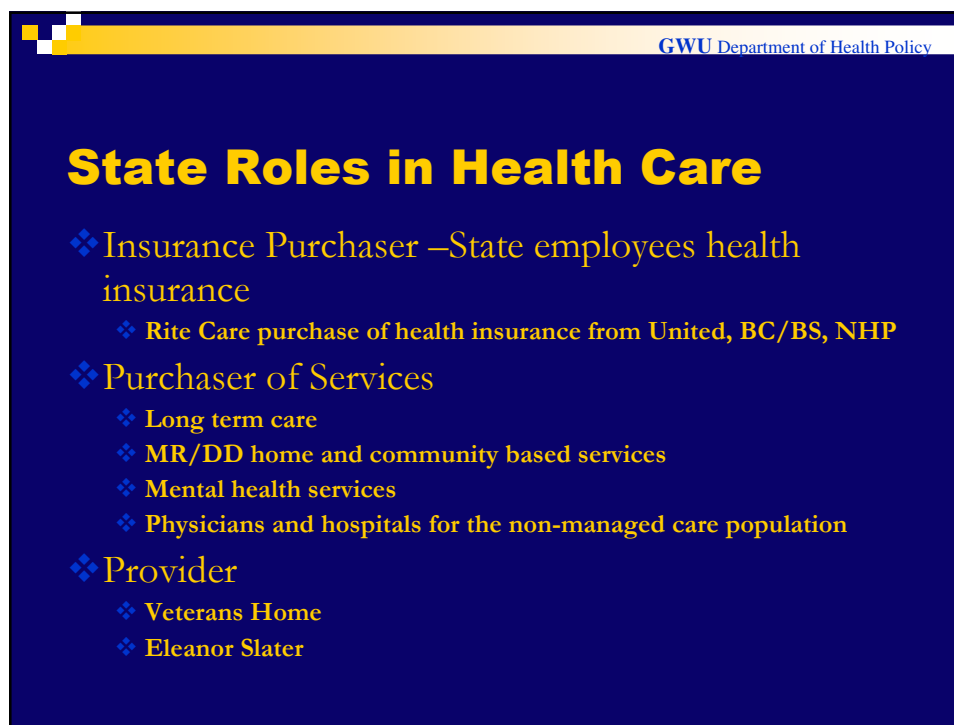 GWU Department of Health Policy
State Roles in Health Care
Insurance Purchaser –State employees health
insurance
Rite Care purchase of health insurance from United, BC/BS, NHP
Purchaser of Services
Long term care
MR/DD home and community based services
Mental health services
Physicians and hospitals for the non-managed care population
Provider
Veterans Home
Eleanor Slater